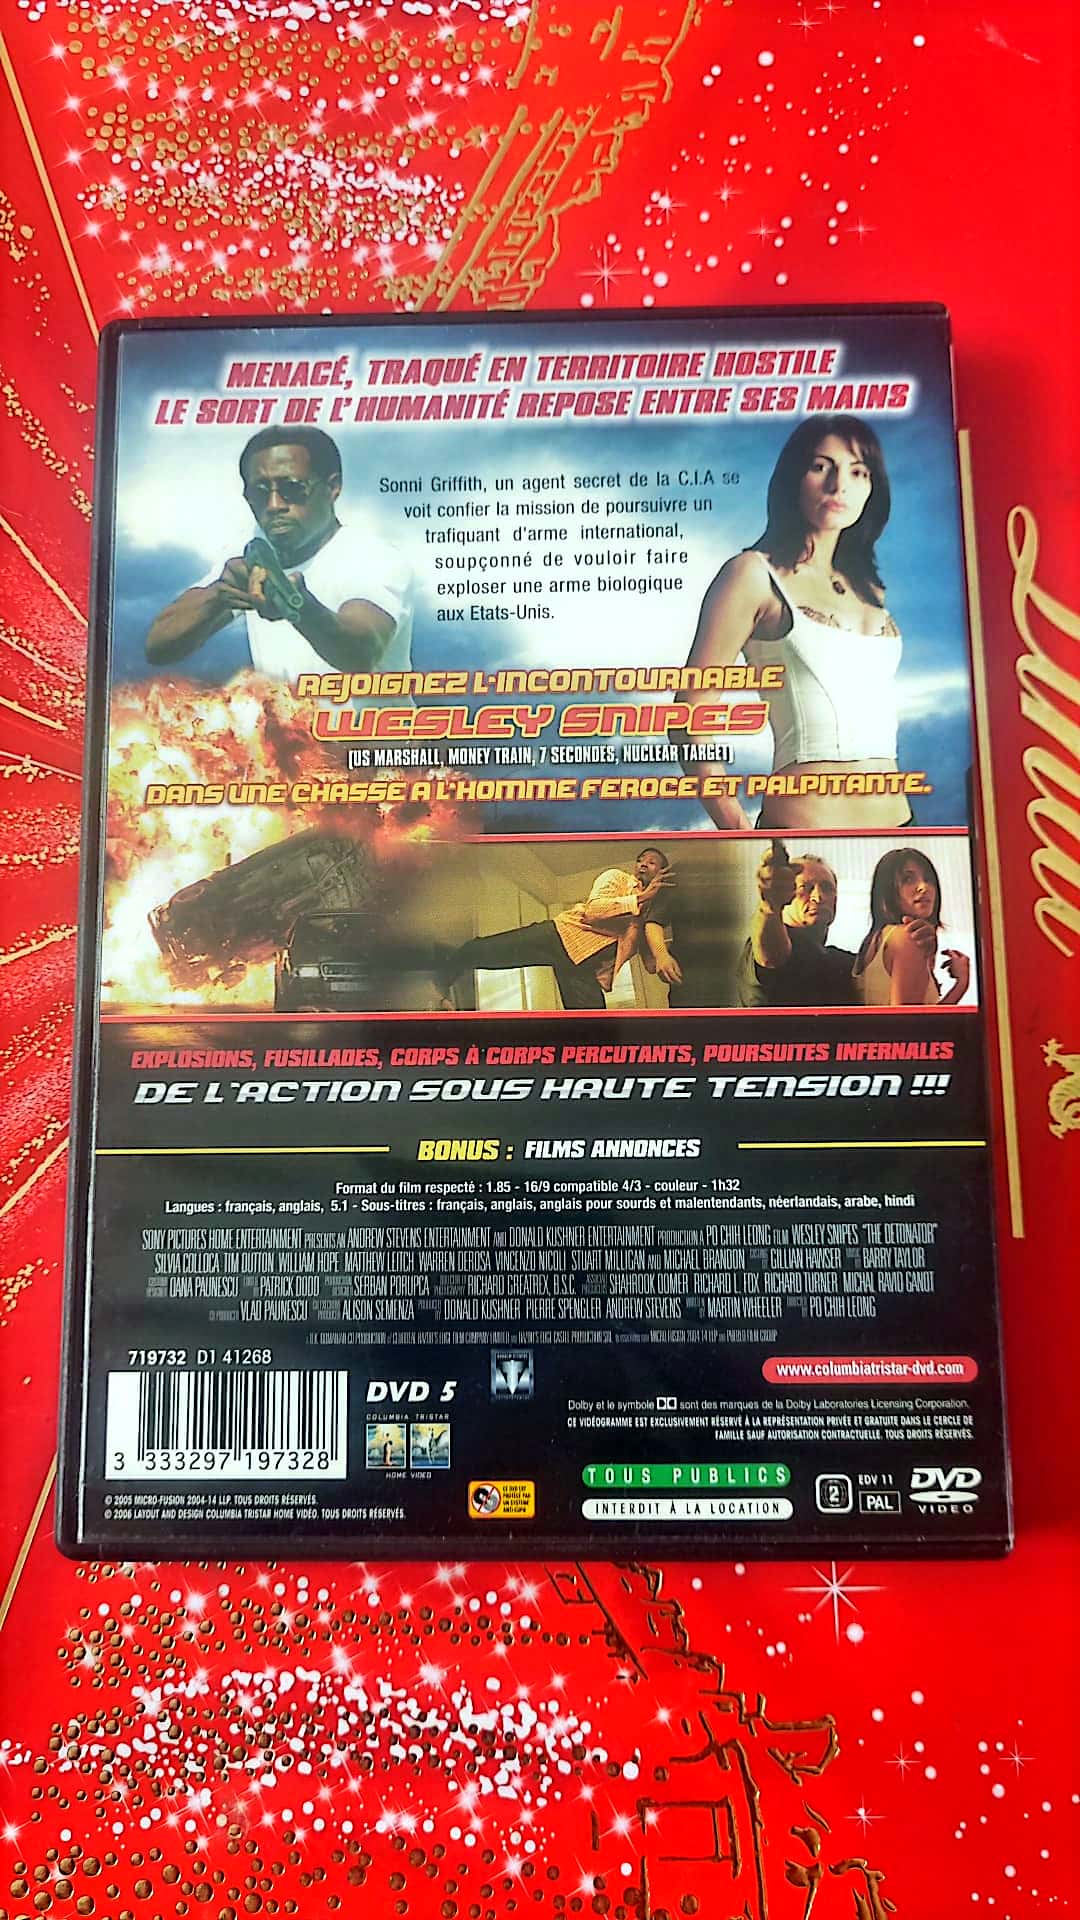 MENACÉ, TRAQUÉ EN TERRITOIRE HOSTILE
LE SORT DE L'HUMANITÉ REPOSE ENTRE SES MAINS
Sonni Griffith, un agent secret de la C.I.A se
voit confier la mission de poursuivre un
trafiquant d'arme international,
soupçonné de vouloir faire
exploser une arme biologique
aux Etats-Unis.
REJOIGNEZ L'INCONTOURNABLE
WESLEY SNIPES
(US MARSHALL, MONEY TRAIN, 7 SECONDES, NUCLEAR TARGET)
DANS UNE CHASSE A L'HOMME FEROCE ET PALPITANTE.
EXPLOSIONS, FUSILLADES, CORPS À CORPS PERCUTANTS, POURSUITES INFERNALES
DE L'ACTION SOUS HAUTE TENSION !!!
BONUS : FILMS ANNONCES
Format du film respecté : 1.85 - 16/9 compatible 4/3 - couleur - 1h32
Langues : français, anglais, 5.1 - Sous-titres : français, anglais, anglais pour sourds et malentendants, néerlandais, arabe, hindi
SONY PICTURES HOME ENTERTAINMENT PRESENTS AN ANDREW STEVENS ENTERTAINMENT AND DONALD KUSHNER ENTERTAINMENT PRODUCTION A PO CHIH LEONG FILM WESLEY SNIPES "THE DETONATOR"
SILVIA COLLOCA TIM DUTTON WILLIAM HOPE MATTHEW LEITCH WARREN DEROSA VINCENZO NICOLI STUART MILLIGAN AND MICHAEL BRANDON GILLIAN HAWSER BARRY TAYLOR
OANA PAUNESCU PATRICK DODD SERBAN PORUPCA RICHARD GREATREX, B.S.C. SHAHROOK OOMER RICHARD L. FOX RICHARD TURNER MICHAL RAVID GANOT
VLAD PAUNESCU ALISON SEMENZA DONALD KUSHNER PIERRE SPENGLER ANDREW STEVENS MARTIN WHEELER PO CHIH LEONG
719732 D1 41268
www.columbiatristar-dvd.com
DVD 5
COLUMBIA TRISTAR
HOME VIDEO
Dolby et le symbole sont des marques de la Dolby Laboratories Licensing Corporation.
CE VIDÉOGRAMME EST EXCLUSIVEMENT RÉSERVÉ À LA REPRÉSENTATION PRIVÉE ET GRATUITE DANS LE CERCLE DE
FAMILLE SAUF AUTORISATION CONTRACTUELLE. TOUS DROITS RÉSERVÉS.
3 333297 197328
TOUS PUBLICS
INTERDIT À LA LOCATION
2
EDV 11
PAL
DVD
VIDEO
CE DVD EST
PROTÉGÉ PAR
UN SYSTÈME
ANTI-COPIE
© 2005 MICRO-FUSION 2004-14 LLP. TOUS DROITS RÉSERVÉS.
© 2006 LAYOUT AND DESIGN COLUMBIA TRISTAR HOME VIDEO. TOUS DROITS RÉSERVÉS.